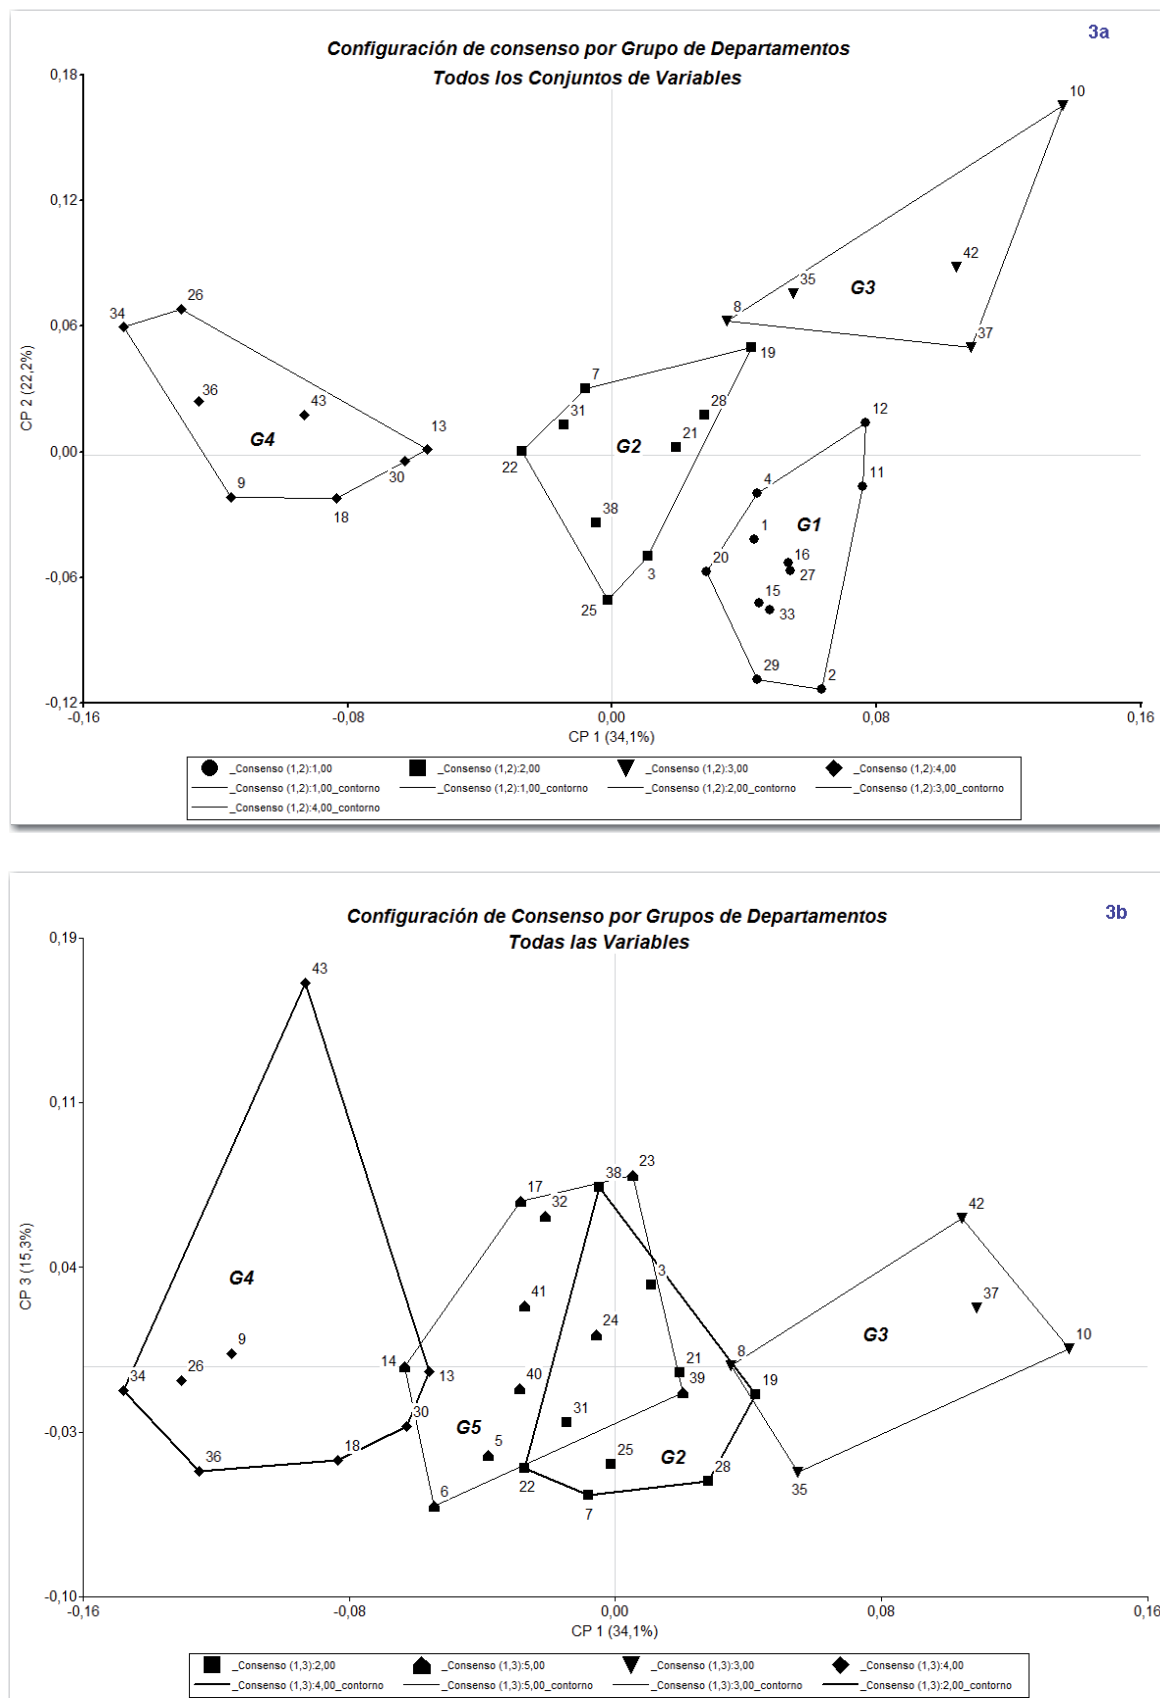 3a
Configuración de consenso por Grupo de Departamentos
Todos los Conjuntos de Variables
0,18
10
0,12
42
35
G3
8
0,06
26
34
37
19
7
36
43
31
28
12
CP 2 (22,2%)
G4
13
G2
21
0,00
22
30
4
11
9
18
38
1
G1
16
20
27
-0,06
3
25
15
33
29
2
-0,12
-0,16
-0,08
0,00
0,08
0,16
CP 1 (34,1%)
_Consenso (1,2):1,00
_Consenso (1,2):2,00
_Consenso (1,2):3,00
_Consenso (1,2):4,00
_Consenso (1,2):1,00_contorno
_Consenso (1,2):1,00_contorno
_Consenso (1,2):2,00_contorno
_Consenso (1,2):3,00_contorno
_Consenso (1,2):4,00_contorno
3b
Configuración de Consenso por Grupos de Departamentos
Todas las Variables
0,19
43
0,11
23
38
17
32
42
CP 3 (15,3%)
0,04
G4
3
41
37
24
G3
9
10
8
14
21
26
13
39
34
40
19
30
31
-0,03
G5
5
18
25
G2
36
28
22
35
6
7
-0,10
-0,16
-0,08
0,00
0,08
0,16
CP 1 (34,1%)
_Consenso (1,3):2,00
_Consenso (1,3):5,00
_Consenso (1,3):3,00
_Consenso (1,3):4,00
_Consenso (1,3):4,00_contorno
_Consenso (1,3):5,00_contorno
_Consenso (1,3):3,00_contorno
_Consenso (1,3):2,00_contorno